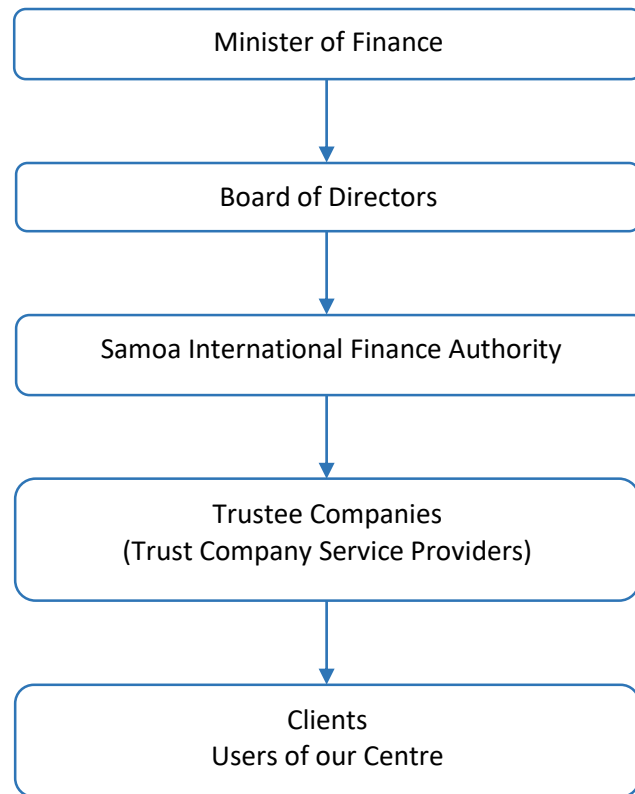 Minister of Finance
Board of Directors
Samoa International Finance Authority
Trustee Companies
(Trust Company Service Providers)
Clients
Users of our Centre